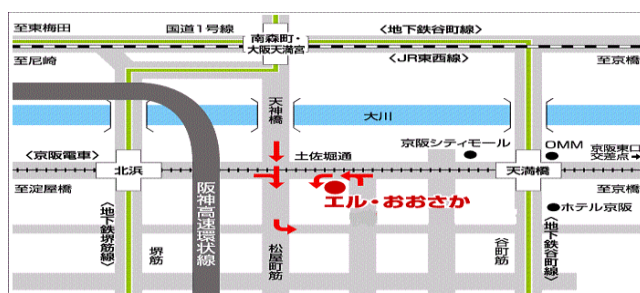 至東梅田
国道1号線
南森町・
大阪天満宮
〈地下鉄谷町線〉
至尼崎
〈JR東西線〉
至京橋
天神橋
大川
土佐堀通
京阪シティモール
OMM
京阪東口
交差点→
〈京阪電車〉
北浜
天満橋
至淀屋橋
阪神高速環状線
エル・おおさか
至京橋
ホテル京阪
〈地下鉄堺筋線〉
堺筋
松屋町筋
谷町筋
〈地下鉄谷町線〉